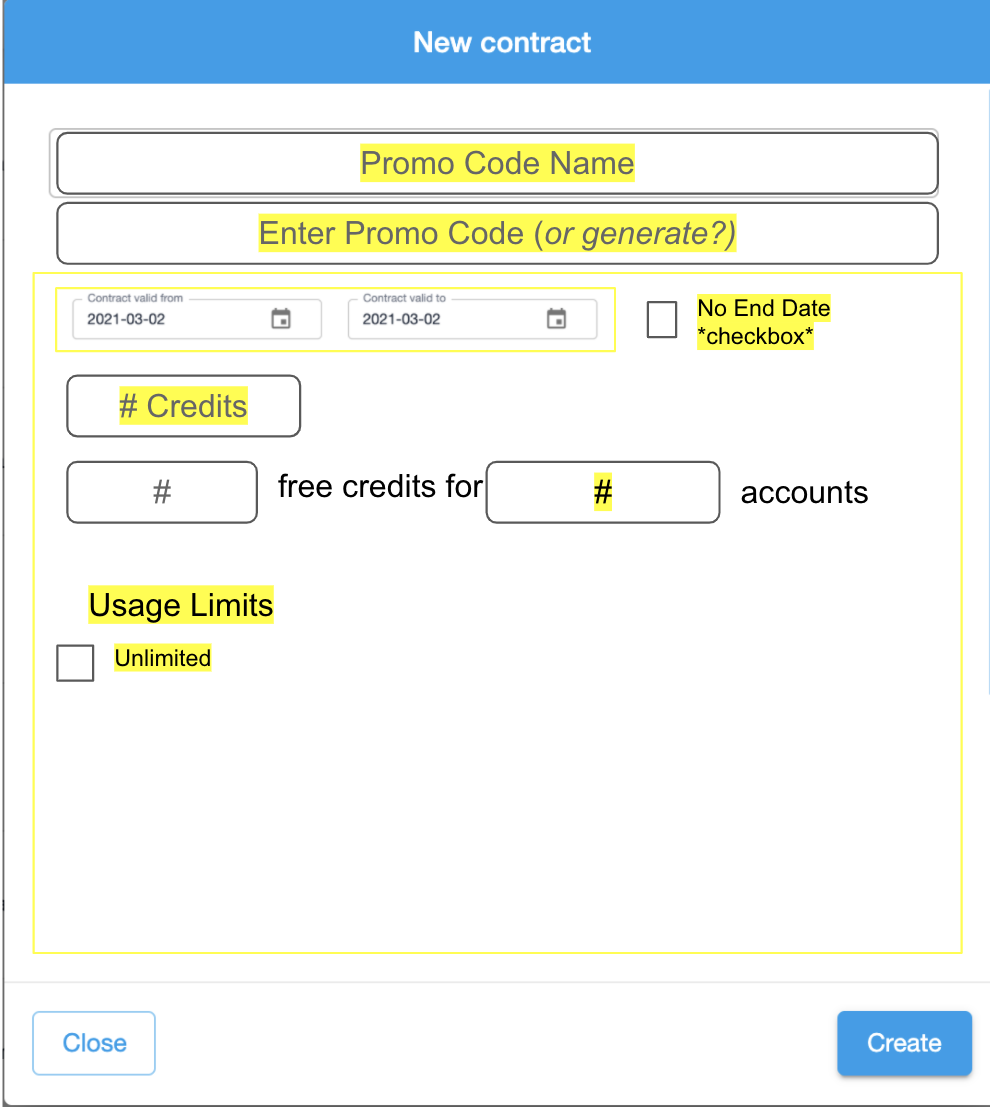 New contract
Promo Code Name
Enter Promo Code (or generate?)
Contract valid from
2021-03-02
Contract valid to
2021-03-02
No End Date
*checkbox*
# Credits
# free credits for # accounts
Usage Limits
Unlimited
Close
Create